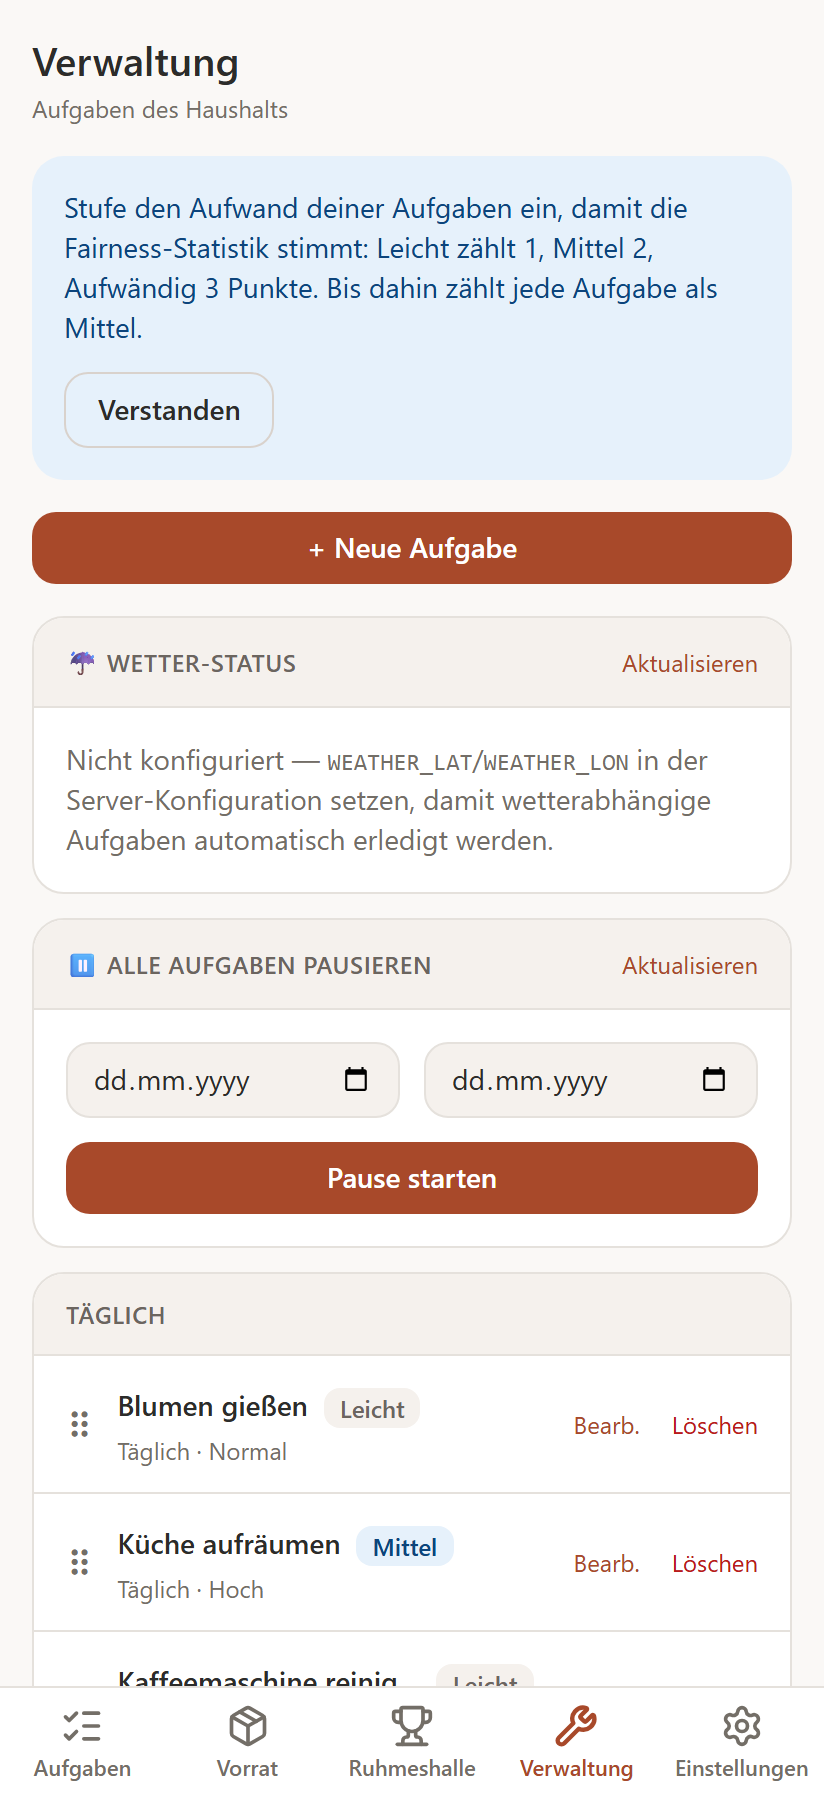 Verwaltung
Aufgaben des Haushalts
Stufe den Aufwand deiner Aufgaben ein, damit die
Fairness-Statistik stimmt: Leicht zählt 1, Mittel 2,
Aufwändig 3 Punkte. Bis dahin zählt jede Aufgabe als
Mittel.
Verstanden
+ Neue Aufgabe
WETTER-STATUS
Aktualisieren
Nicht konfiguriert — WEATHER_LAT/WEATHER_LON in der
Server-Konfiguration setzen, damit wetterabhängige
Aufgaben automatisch erledigt werden.
ALLE AUFGABEN PAUSIEREN
Aktualisieren
dd.mm.yyyy
dd.mm.yyyy
Pause starten
TÄGLICH
Blumen gießen
Leicht
Täglich · Normal
Bearb.
Löschen
Küche aufräumen
Mittel
Täglich · Hoch
Bearb.
Löschen
Kaffeemaschine reinig
Leicht
Aufgaben
Vorrat
Ruhmeshalle
Verwaltung
Einstellungen